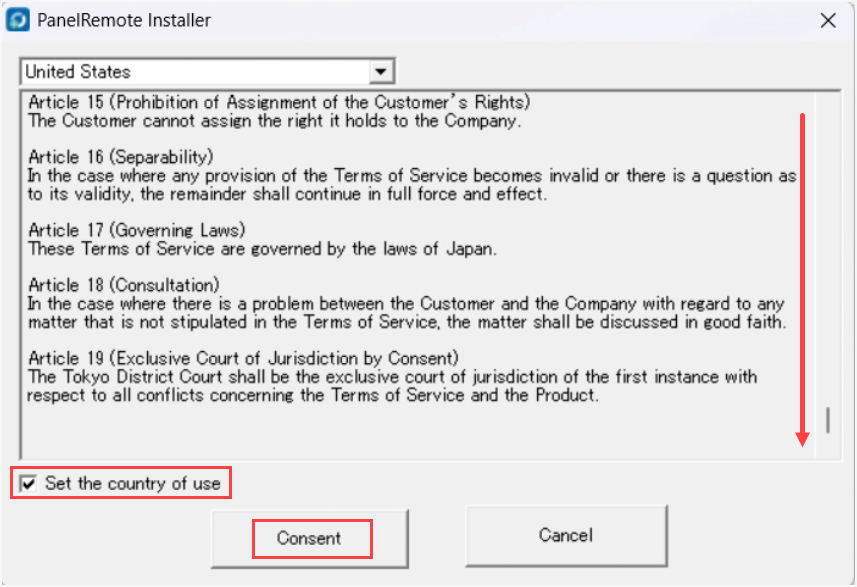 PanelRemote Installer
United States
Article 15 (Prohibition of Assignment of the Customer's Rights)
The Customer cannot assign the right it holds to the Company.
Article 16 (Separability)
In the case where any provision of the Terms of Service becomes invalid or there is a question as
to its validity, the remainder shall continue in full force and effect.
Article 17 (Governing Laws)
These Terms of Service are governed by the laws of Japan.
Article 18 (Consultation)
In the case where there is a problem between the Customer and the Company with regard to any
matter that is not stipulated in the Terms of Service, the matter shall be discussed in good faith.
Article 19 (Exclusive Court of Jurisdiction by Consent)
The Tokyo District Court shall be the exclusive court of jurisdiction of the first instance with
respect to all conflicts concerning the Terms of Service and the Product.
Set the country of use
Consent
Cancel